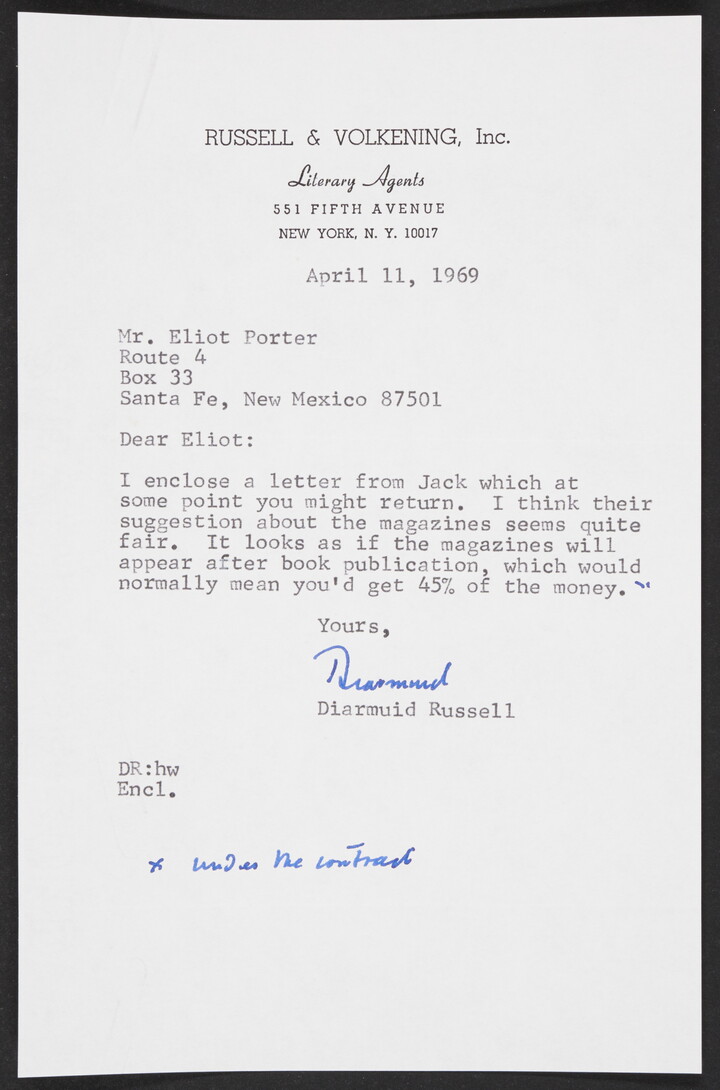 RUSSELL & VOLKENING, Inc.
Literary Agents
551 FIFTH AVENUE
NEW YORK, N. Y. 10017
April 11, 1969
Mr. Eliot Porter
Route 4
Box 33
Santa Fe, New Mexico 87501
Dear Eliot:
I enclose a letter from Jack which at
some point you might return. I think their
suggestion about the magazines seems quite
fair. It looks as if the magazines will
appear after book publication, which would
normally mean you'd get 45% of the money. *
Yours,
Diarmuid
Diarmuid Russell
DR:hw
Encl.
* under the contract